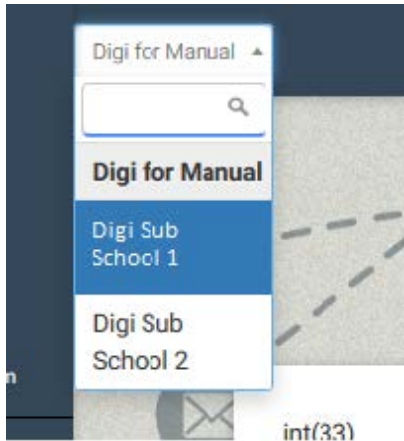 Digi for Manual
Digi for Manual
Digi Sub
School 1
Digi Sub
School 2
int(33)